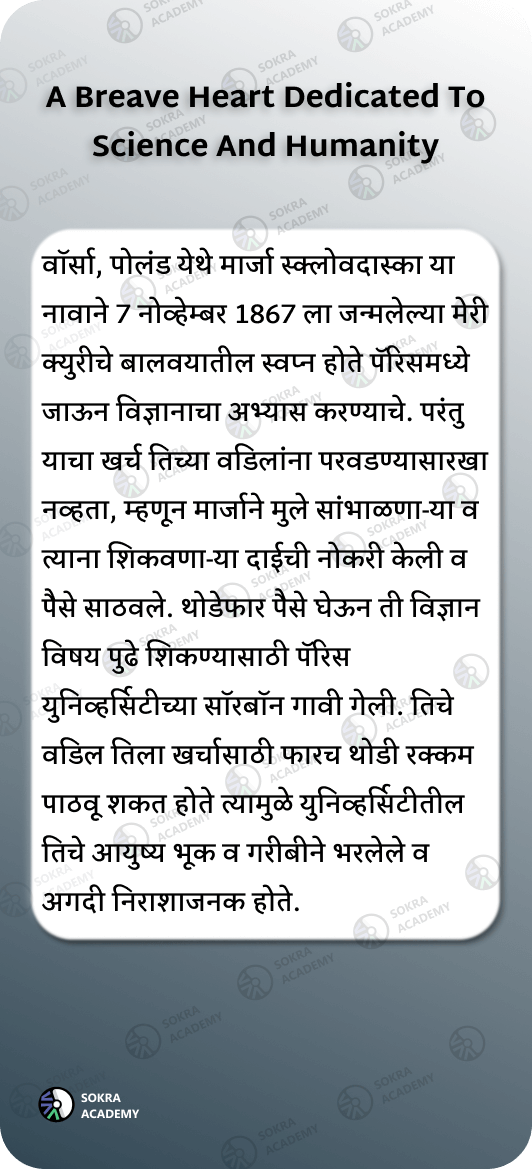 A Breave Heart Dedicated To
Science And Humanity
वॉर्सा, पोलंड येथे मार्जा स्क्लोवदास्का या
नावाने 7 नोव्हेम्बर 1867 ला जन्मलेल्या मेरी
क्युरीचे बालवयातील स्वप्न होते पॅरिसमध्ये
जाऊन विज्ञानाचा अभ्यास करण्याचे. परंतु
याचा खर्च तिच्या वडिलांना परवडण्यासारखा
नव्हता, म्हणून मार्जाने मुले सांभाळणा-या व
त्याना शिकवणा-या दाईची नोकरी केली व
पैसे साठवले. थोडेफार पैसे घेऊन ती विज्ञान
विषय पुढे शिकण्यासाठी पॅरिस
युनिव्हर्सिटीच्या सॉरबॉन गावी गेली. तिचे
वडिल तिला खर्चासाठी फारच थोडी रक्कम
पाठवू शकत होते त्यामुळे युनिव्हर्सिटीतील
तिचे आयुष्य भूक व गरीबीने भरलेले व
अगदी निराशाजनक होते.
SOKRA
ACADEMY